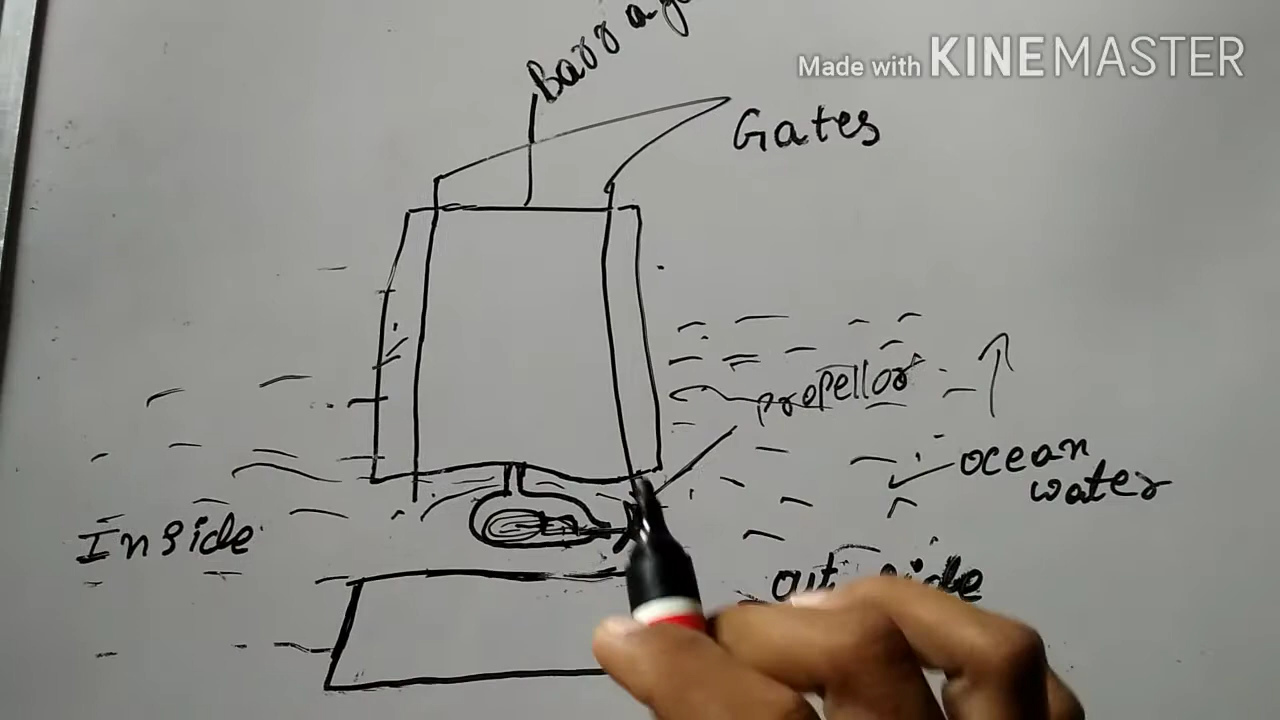 Made with KINEMASTER
Gates
propellor
ocean
water
Inside